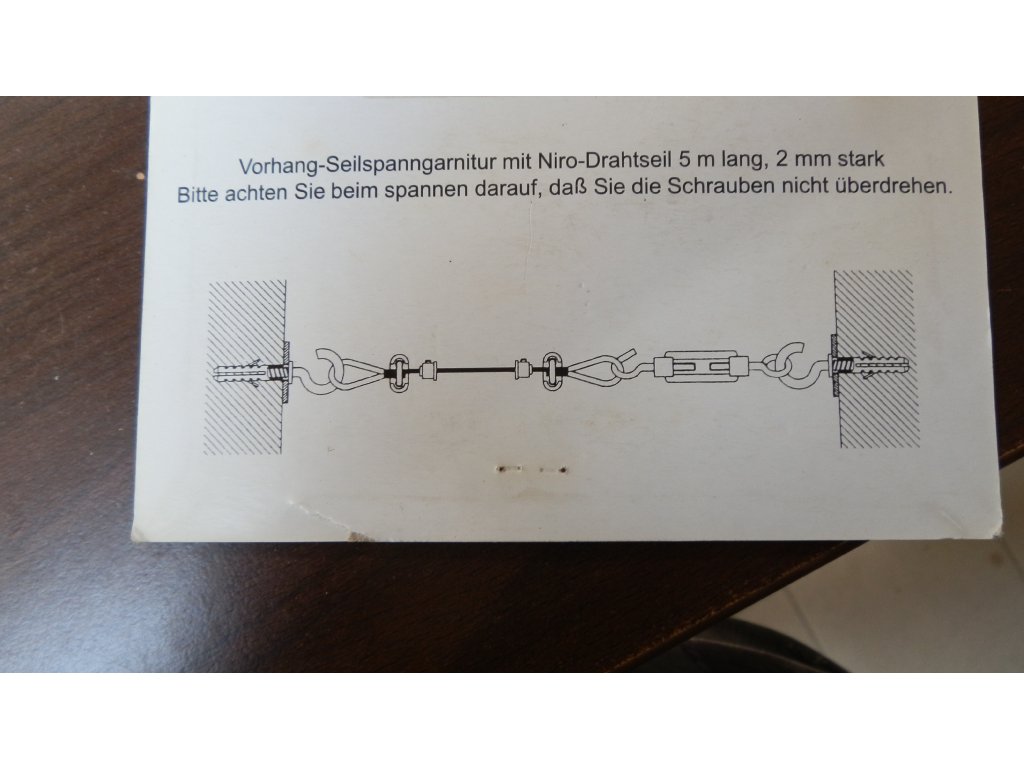 Vorhang-Seilspanngarnitur mit Niro-Drahtseil 5 m lang, 2 mm stark
Bitte achten Sie beim spannen darauf, daß Sie die Schrauben nicht überdrehen.